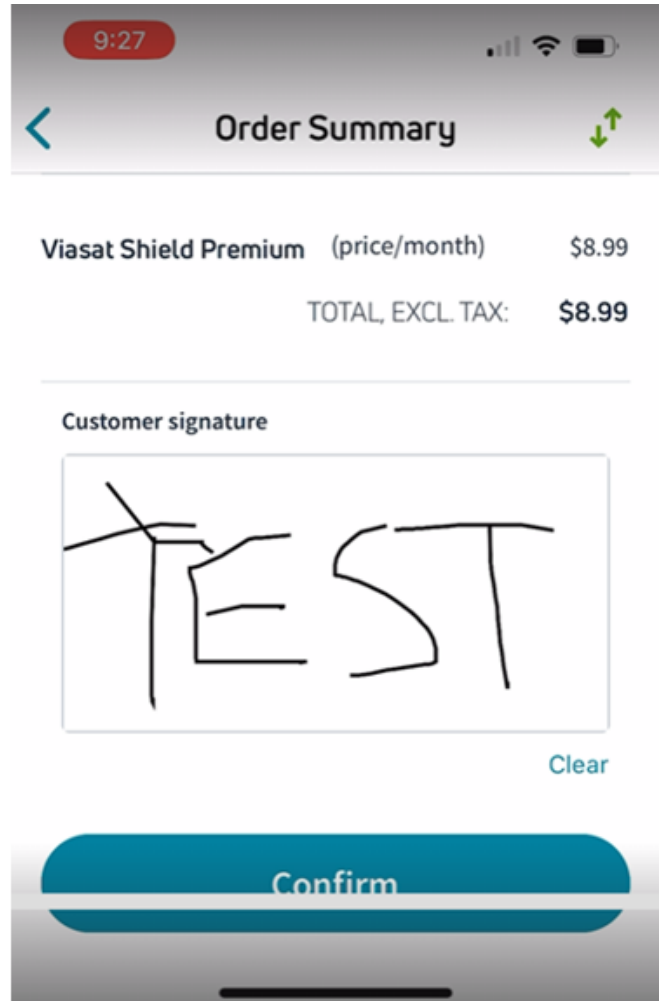 9:27
Order Summary
Viasat Shield Premium (price/month) $8.99
TOTAL, EXCL. TAX: $8.99
Customer signature
TEST
Clear
Confirm